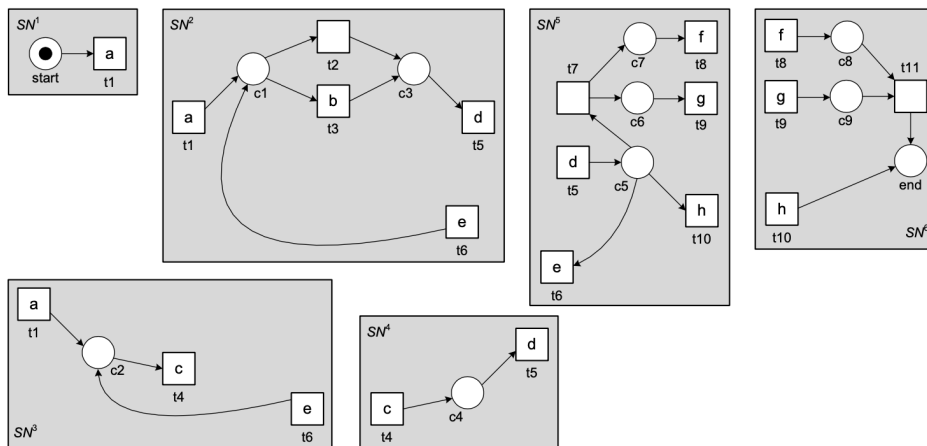 SN1
start
a
t1
SN2
t2
c1
b
t3
c3
a
t1
d
t5
e
t6
SN5
t7
c7
f
t8
c6
g
t9
d
t5
c5
h
t10
e
t6
f
t8
c8
t11
g
t9
c9
end
h
t10
SN6
a
t1
c2
c
t4
e
t6
SN3
SN4
d
t5
c
t4
c4